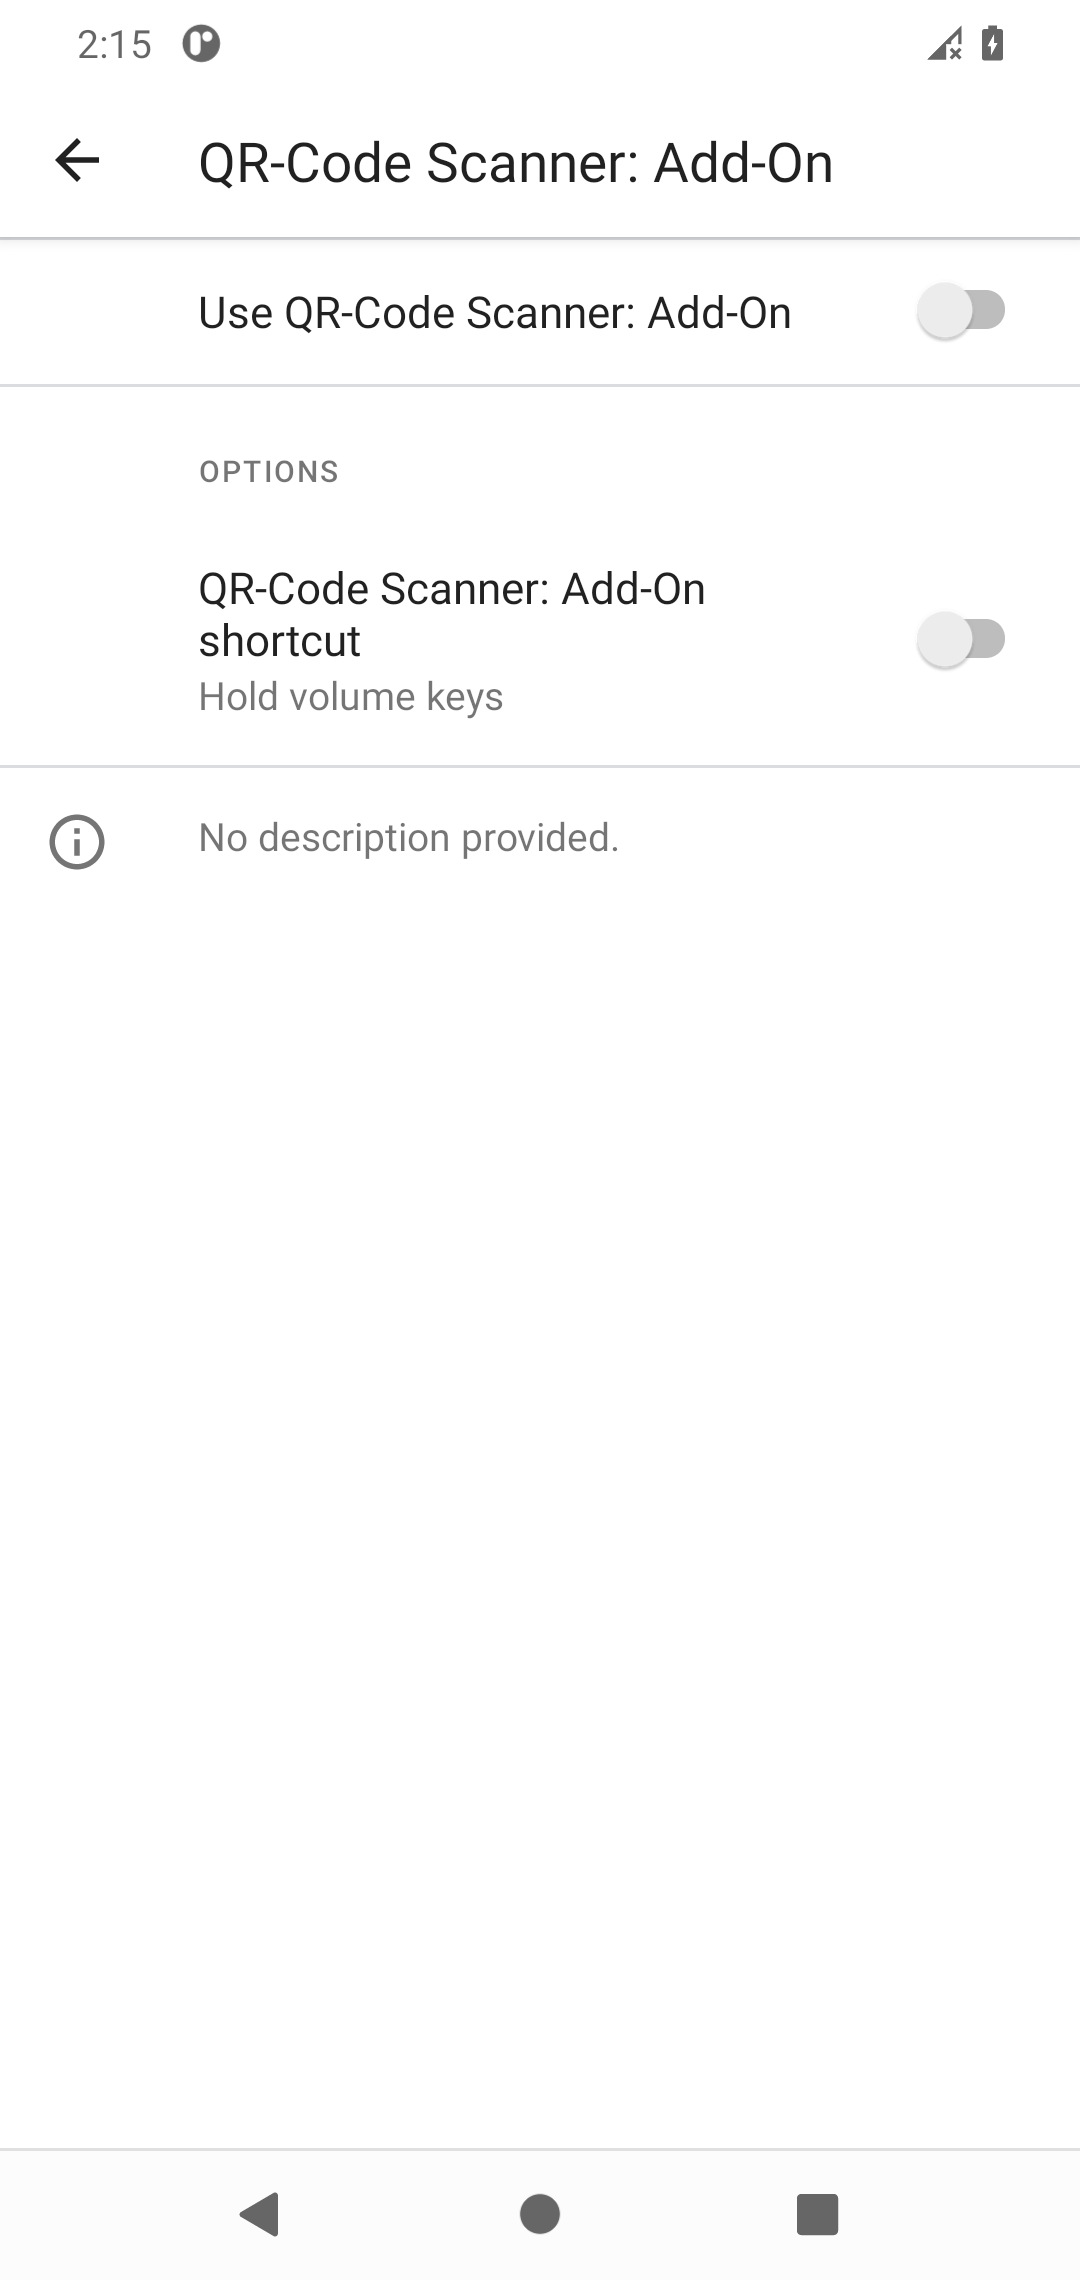 2:15
QR-Code Scanner: Add-On
Use QR-Code Scanner: Add-On
OPTIONS
QR-Code Scanner: Add-On
shortcut
Hold volume keys
No description provided.